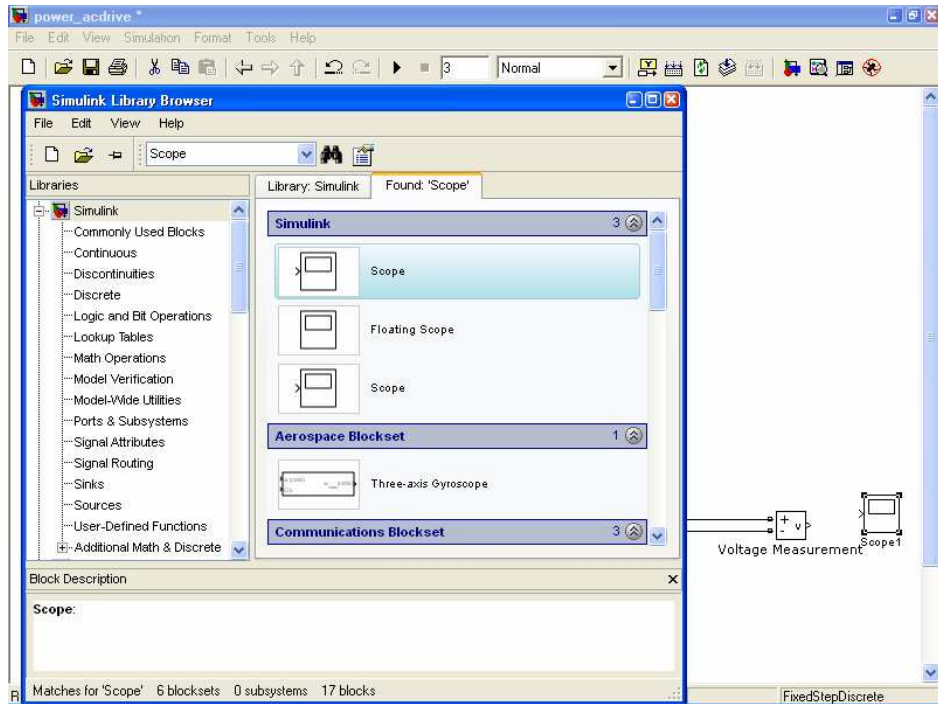 power_acdrive *
File Edit View Simulation Format Tools Help
3 Normal
Simulink Library Browser
File Edit View Help
Scope
Libraries
Library: Simulink Found: 'Scope'
Simulink
Commonly Used Blocks
Continuous
Discontinuities
Discrete
Logic and Bit Operations
Lookup Tables
Math Operations
Model Verification
Model-Wide Utilities
Ports & Subsystems
Signal Attributes
Signal Routing
Sinks
Sources
User-Defined Functions
Additional Math & Discrete
Simulink 3
Scope
Floating Scope
Scope
Aerospace Blockset 1
Three-axis Gyroscope
Communications Blockset 3
+ v
-
Voltage Measurement
Scope1
Block Description
Scope:
Matches for 'Scope' 6 blocksets 0 subsystems 17 blocks
R
FixedStepDiscrete